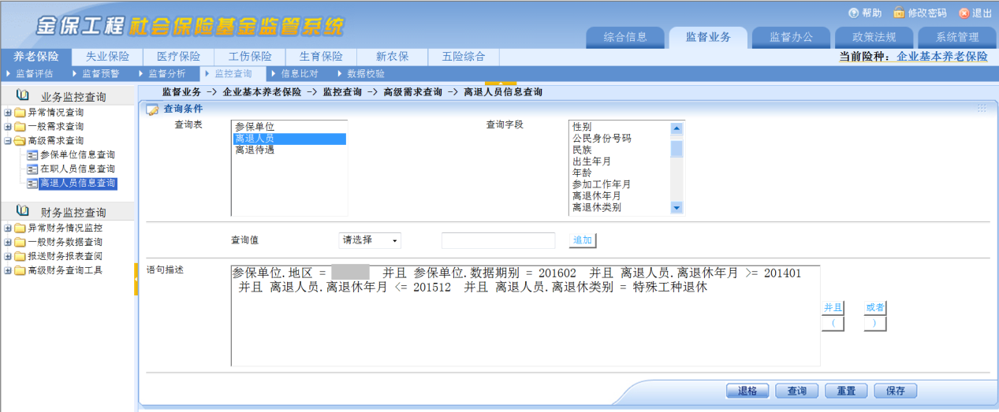 帮助 修改密码 退出
金保工程 社会保险基金监管系统
综合信息 监督业务 监督办公 政策法规 系统管理
养老保险 失业保险 医疗保险 工伤保险 生育保险 新农保 五险综合 当前险种：企业基本养老保险
监督评估 监督预警 监督分析 监控查询 信息比对 数据校验
业务监控查询
异常情况查询
一般需求查询
高级需求查询
参保单位信息查询
在职人员信息查询
离退人员信息查询
财务监控查询
异常财务情况监控
一般财务数据查询
报送财务报表查阅
高级财务查询工具
监督业务 -> 企业基本养老保险 -> 监控查询 -> 高级需求查询 -> 离退人员信息查询
查询条件
查询表
参保单位
离退人员
离退待遇
查询字段
性别
公民身份号码
民族
出生年月
年龄
参加工作年月
离退休年月
离退休类别
查询值 请选择 追加
语句描述
参保单位.地区 = 并且 参保单位.数据期别 = 201602 并且 离退人员.离退休年月 >= 201401
并且 离退人员.离退休年月 <= 201512 并且 离退人员.离退休类别 = 特殊工种退休
并且 或者
( )
退格 查询 重置 保存